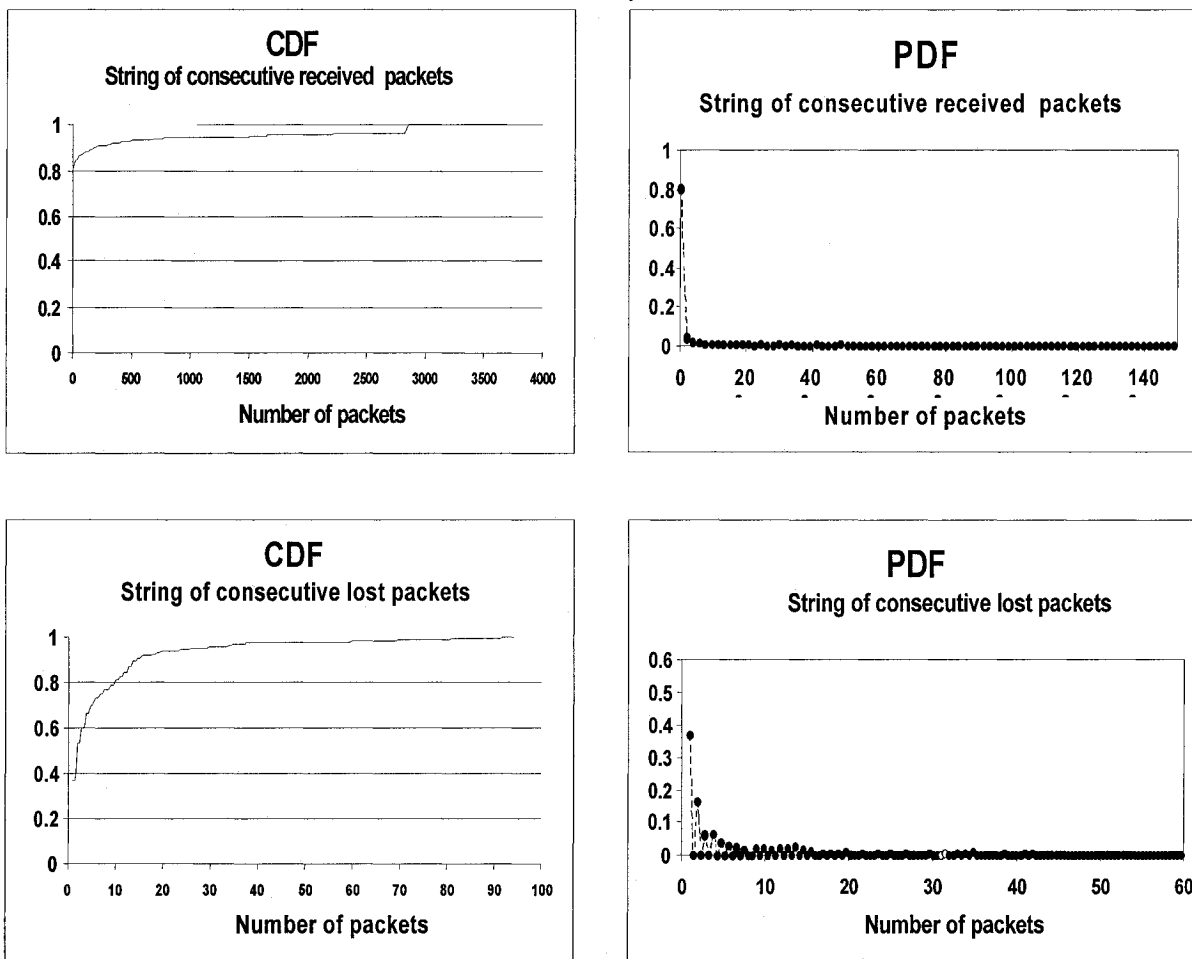 CDF
String of consecutive received packets
1
0.8
0.6
0.4
0.2
0
0 500 1000 1500 2000 2500 3000 3500 4000
Number of packets
PDF
String of consecutive received packets
1
0.8
0.6
0.4
0.2
0
0 20 40 60 80 100 120 140
Number of packets
CDF
String of consecutive lost packets
1
0.8
0.6
0.4
0.2
0
0 10 20 30 40 50 60 70 80 90 100
Number of packets
PDF
String of consecutive lost packets
0.6
0.5
0.4
0.3
0.2
0.1
0
0 10 20 30 40 50 60
Number of packets